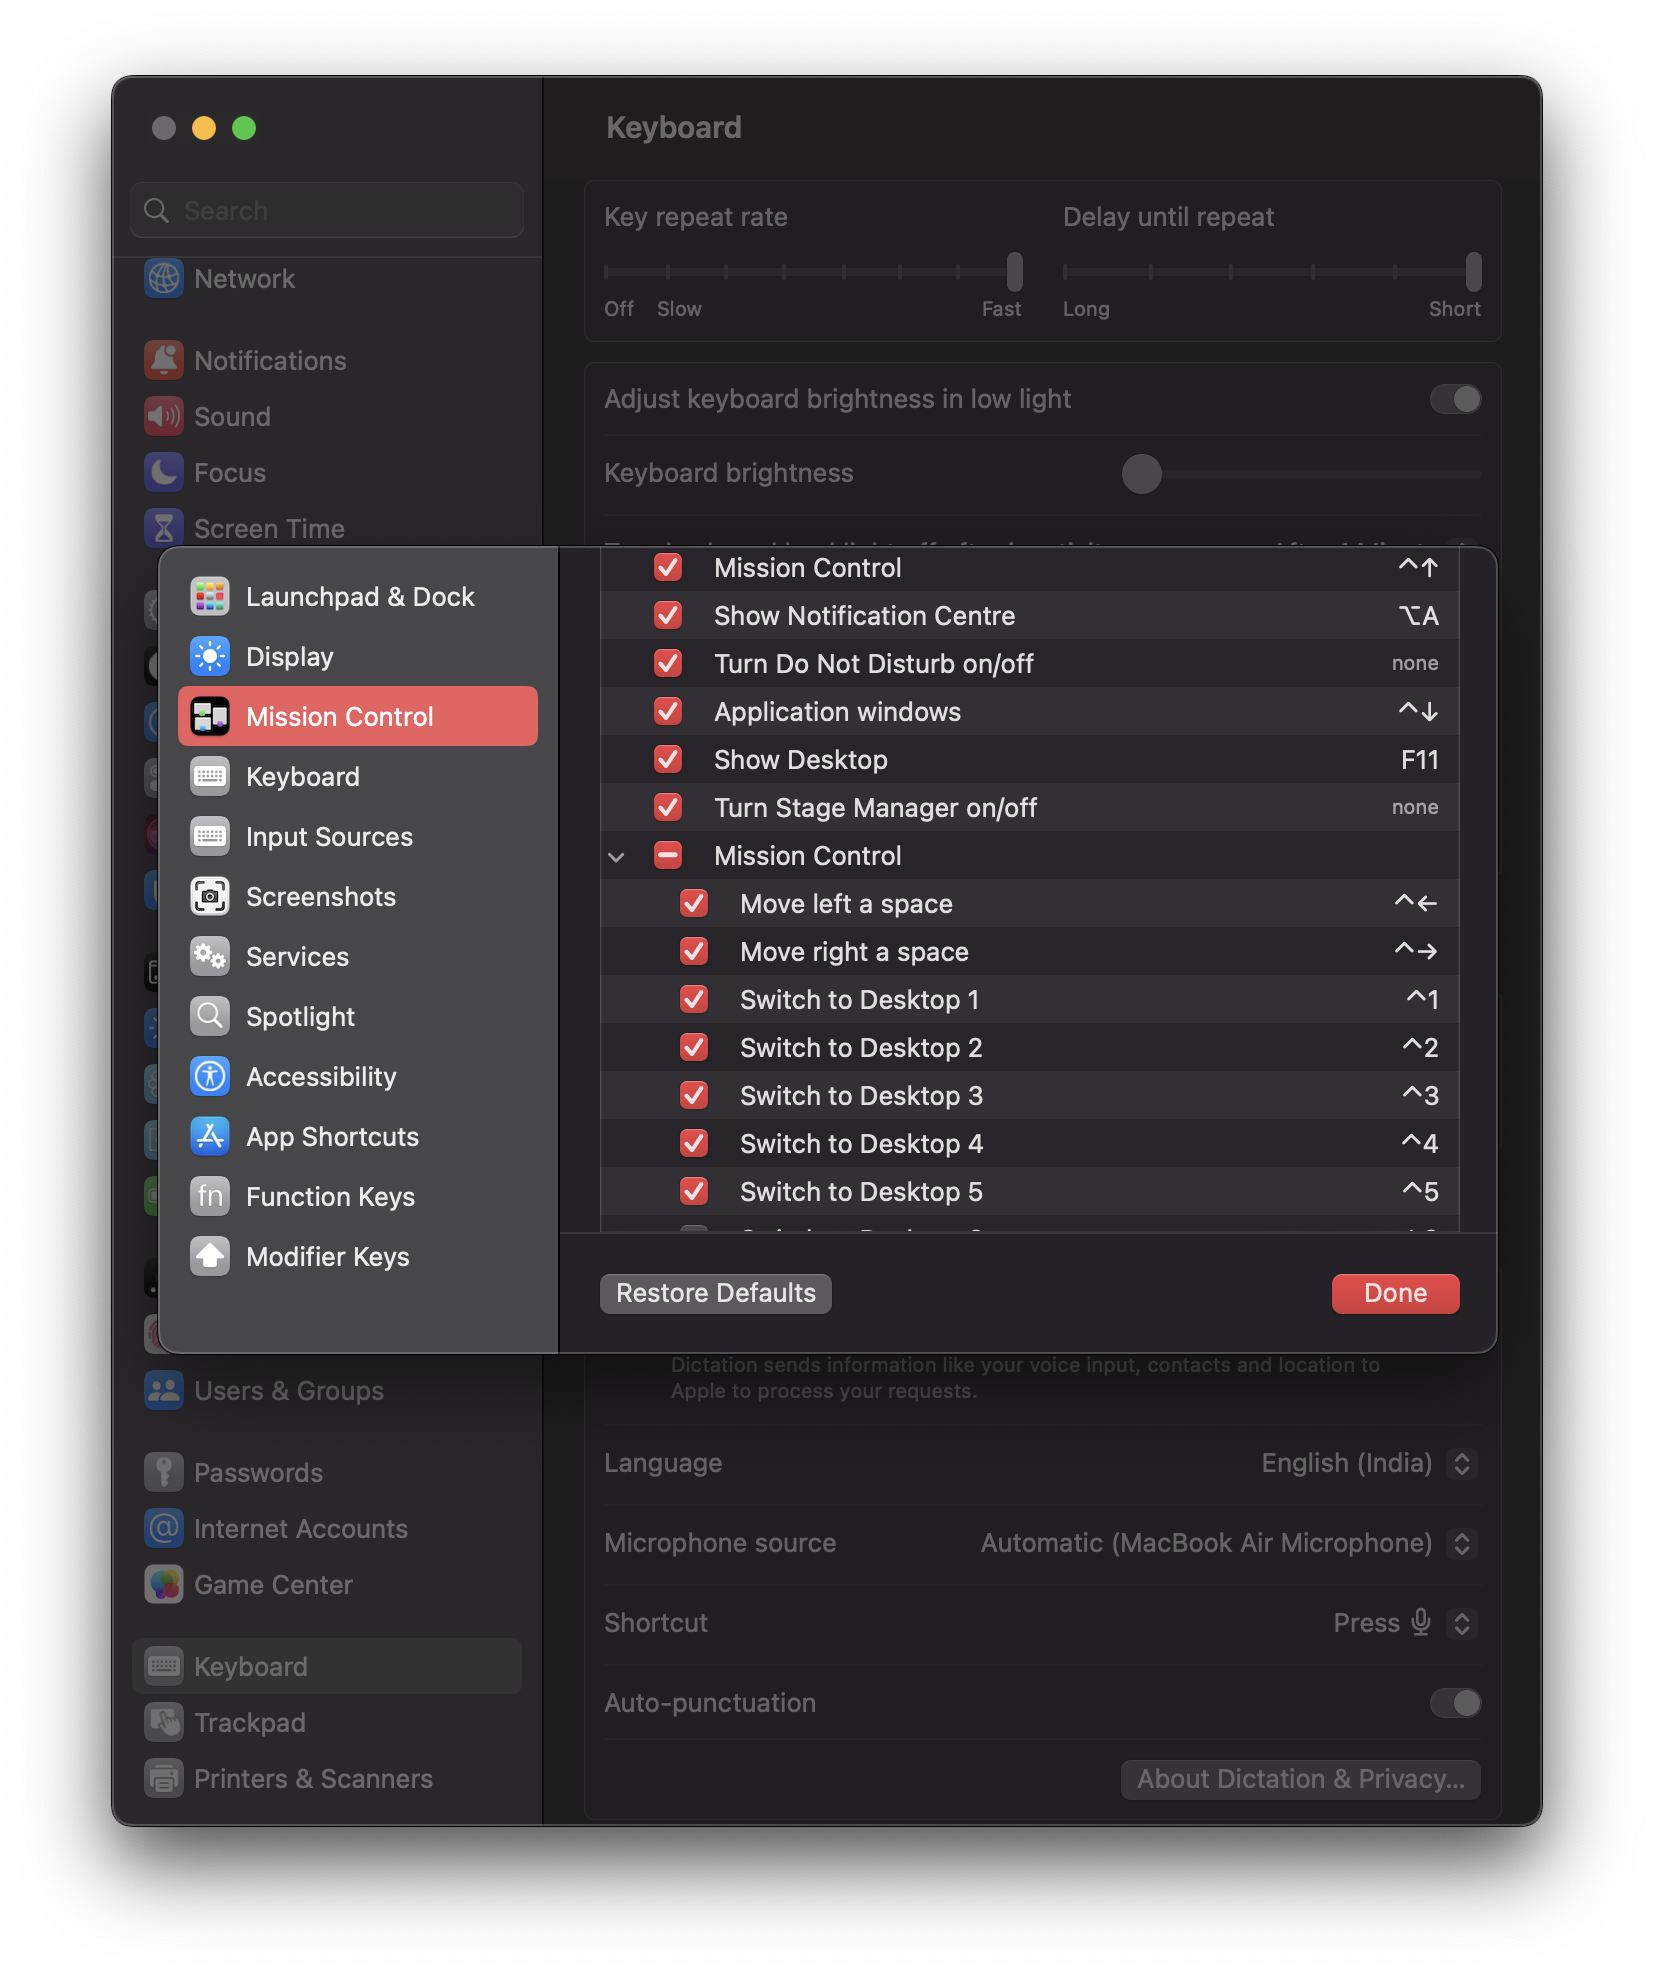 Keyboard
Search
Key repeat rate
Delay until repeat
Off
Slow
Fast
Long
Short
Network
Notifications
Sound
Focus
Screen Time
Adjust keyboard brightness in low light
Keyboard brightness
Launchpad & Dock
Display
Mission Control
Keyboard
Input Sources
Screenshots
Services
Spotlight
Accessibility
App Shortcuts
fn Function Keys
Modifier Keys
Mission Control ^↑
Show Notification Centre ⌥A
Turn Do Not Disturb on/off none
Application windows ^↓
Show Desktop F11
Turn Stage Manager on/off none
Mission Control
Move left a space ^←
Move right a space ^→
Switch to Desktop 1 ^1
Switch to Desktop 2 ^2
Switch to Desktop 3 ^3
Switch to Desktop 4 ^4
Switch to Desktop 5 ^5
Restore Defaults
Done
Users & Groups
Passwords
Internet Accounts
Game Center
Keyboard
Trackpad
Printers & Scanners
Dictation sends information like your voice input, contacts and location to
Apple to process your requests.
Language English (India)
Microphone source Automatic (MacBook Air Microphone)
Shortcut Press
Auto-punctuation
About Dictation & Privacy...